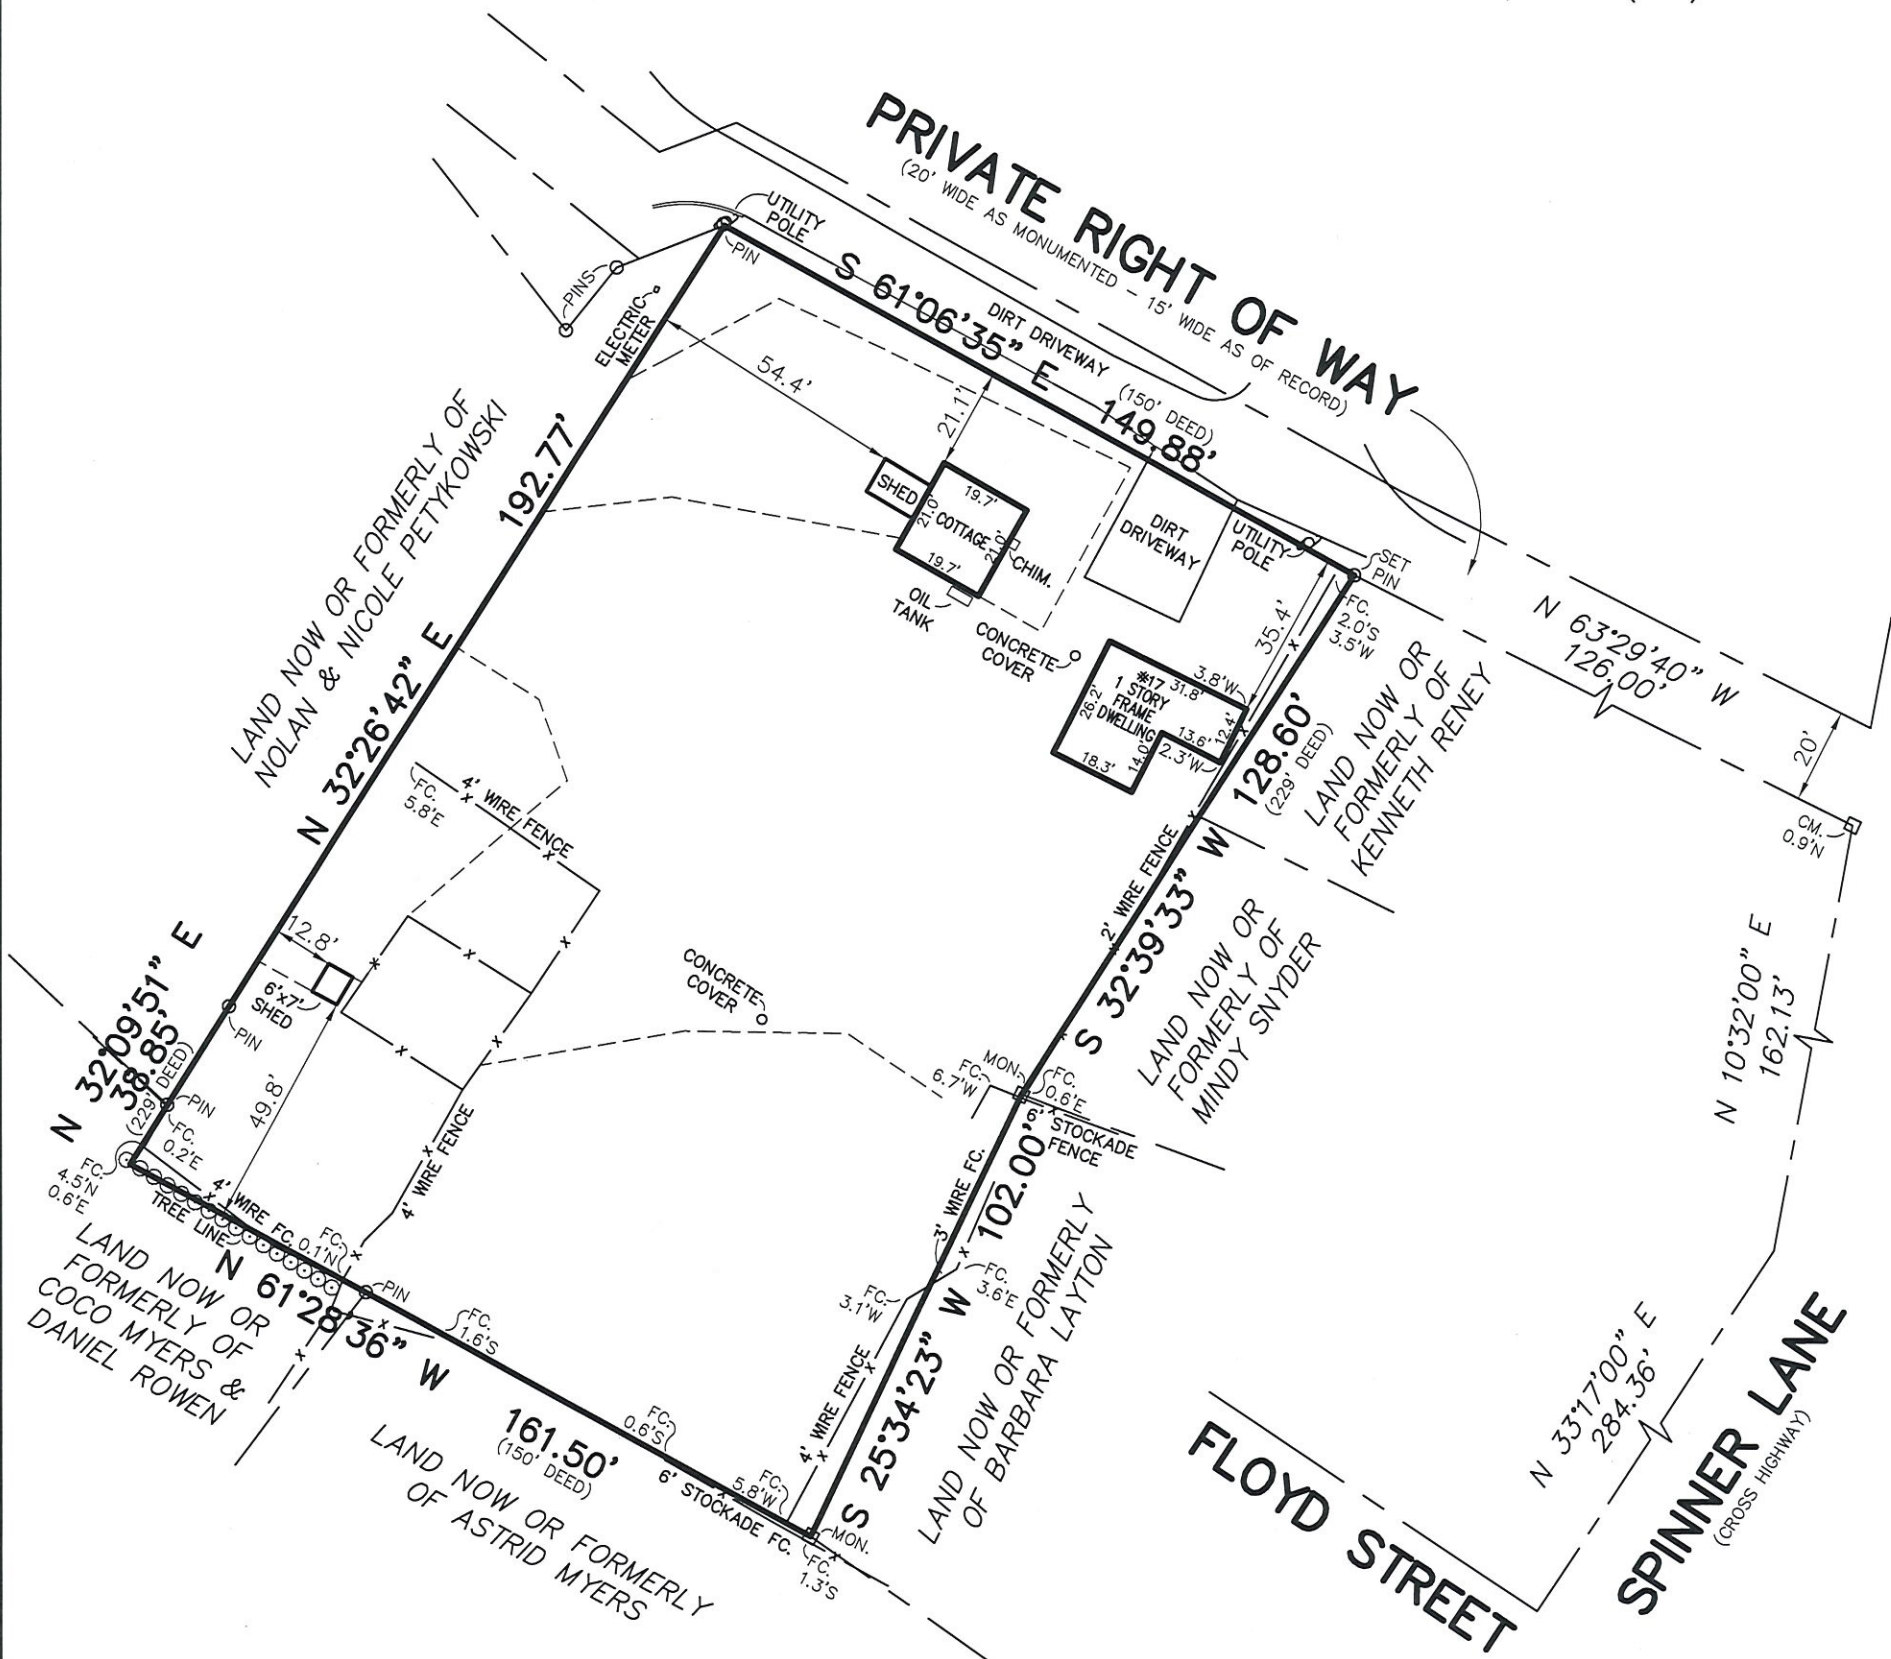 PRIVATE RIGHT OF WAY
(20' WIDE AS MONUMENTED - 15' WIDE AS OF RECORD)
UTILITY
POLE
PIN
PINS
ELECTRIC
METER
S 61°06'35" E
149.88'
(150' DEED)
DIRT DRIVEWAY
54.4'
21.1'
SHED
19.7'
21.0'
COTTAGE
21.0'
19.7'
CHIM.
OIL
TANK
DIRT
DRIVEWAY
UTILITY
POLE
SET
PIN
FC.
2.0'S
3.5'W
35.4'
CONCRETE
COVER
3.8'W
#17
31.8'
1 STORY
FRAME
DWELLING
26.2'
12.4'
13.6'
14.0'
2.3'W
18.3'
N 63°29'40" W
126.00'
20'
CM.
0.9'N
LAND NOW OR FORMERLY OF
NOLAN & NICOLE PETYKOWSKI
192.77'
N 32°26'42" E
128.60'
(229' DEED)
LAND NOW OR
FORMERLY OF
KENNETH RENEY
2' WIRE FENCE
S 32°39'33" W
LAND NOW OR
FORMERLY OF
MINDY SNYDER
FC.
5.8'E
4' WIRE FENCE
12.8'
6'x7'
SHED
N 32°09'51" E
38.85'
(229' DEED)
PIN
PIN
49.8'
CONCRETE
COVER
MON.
FC.
6.7'W
FC.
0.6'E
6' STOCKADE
FENCE
N 10°32'00" E
162.13'
FC.
0.2'E
FC.
4.5'N
0.6'E
4' WIRE FC.
TREE LINE
FC.
0.1'N
PIN
4' WIRE FENCE
3' WIRE FC.
102.00'
FC.
3.1'W
FC.
3.6'E
LAND NOW OR
FORMERLY OF
COCO MYERS &
DANIEL ROWEN
N 61°28'36" W
161.50'
(150' DEED)
FC.
1.6'S
FC.
0.6'S
6' STOCKADE FC.
FC.
5.8'W
4' WIRE FENCE
S 25°34'23" W
LAND NOW OR FORMERLY
OF BARBARA LAYTON
MON.
FC.
1.3'S
LAND NOW OR FORMERLY
OF ASTRID MYERS
FLOYD STREET
N 33°17'00" E
284.36'
SPINNER LANE
(CROSS HIGHWAY)